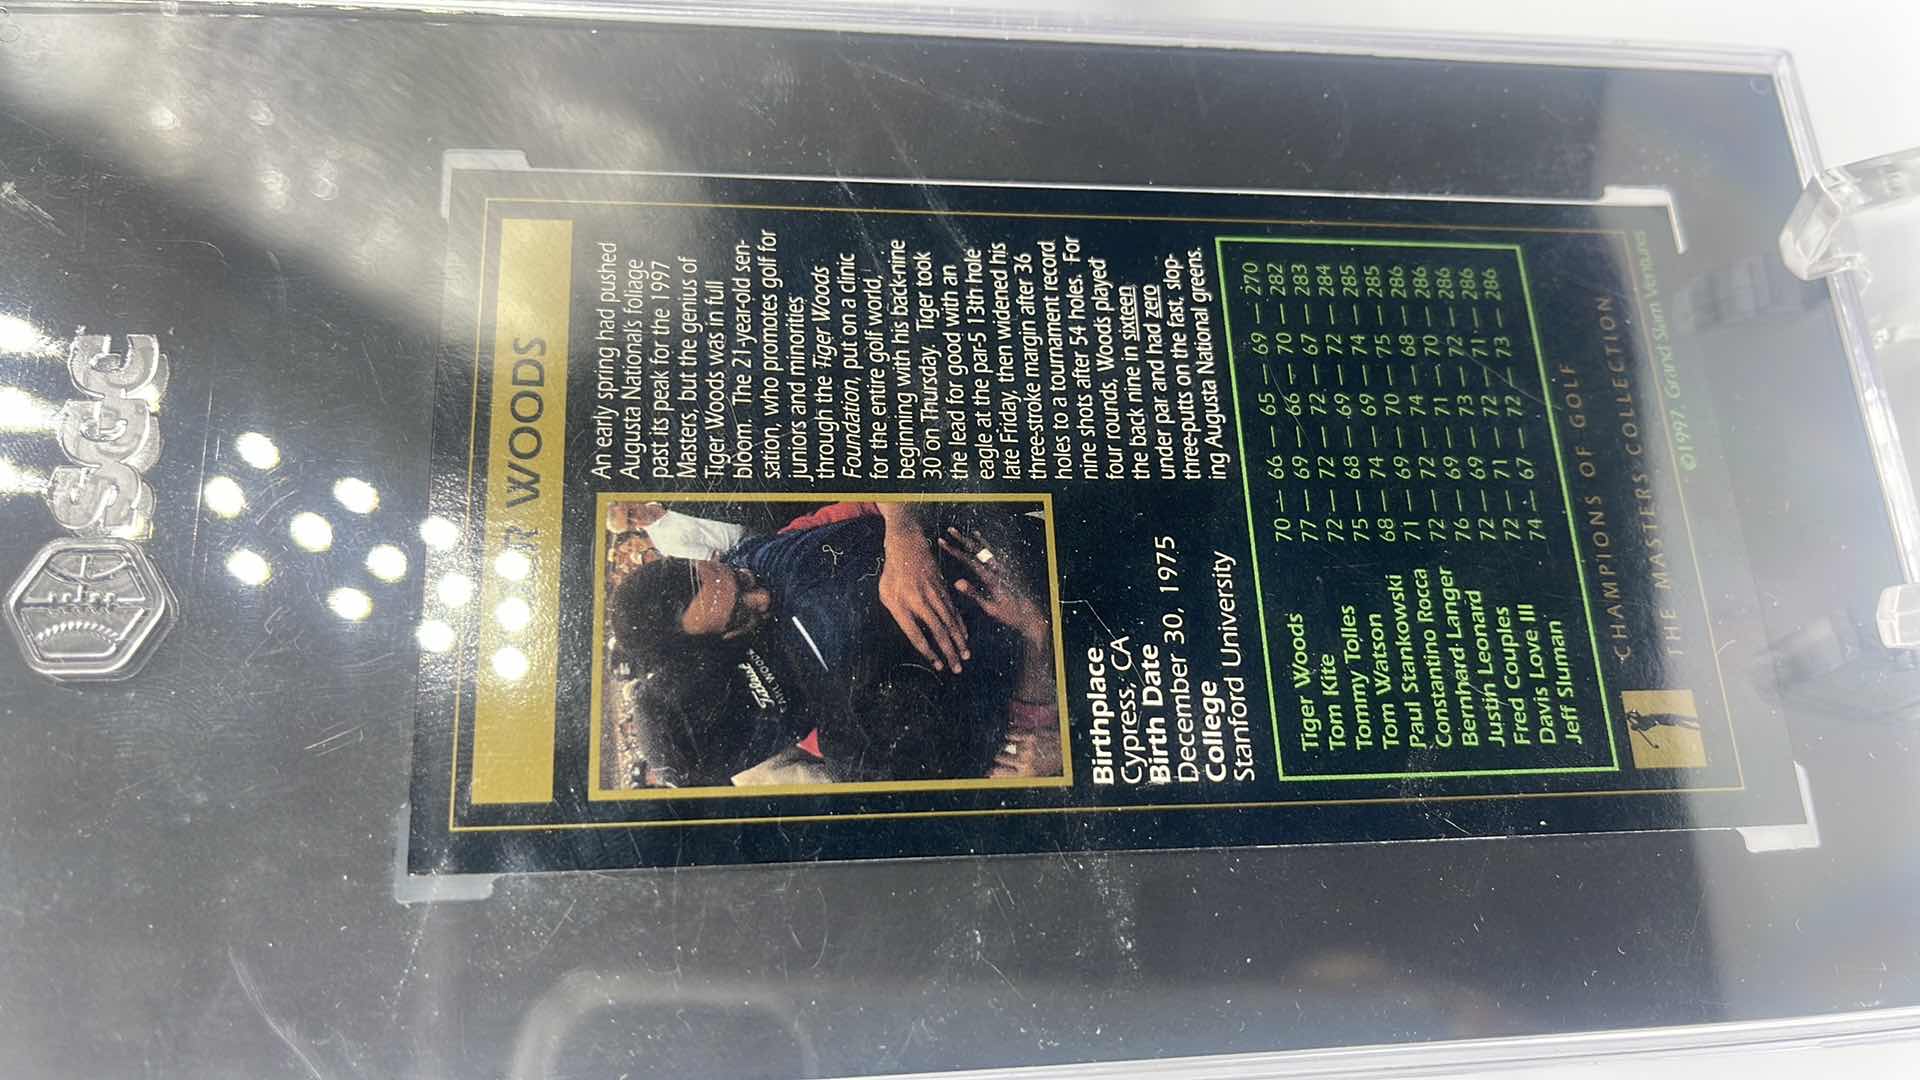 SGC
R WOODS
An early spring had pushed
Augusta National's foliage
past its peak for the 1997
Masters, but the genius of
Tiger Woods was in full
bloom. The 21-year-old sen-
sation, who promotes golf for
juniors and minorities
through the Tiger Woods
Foundation, put on a clinic
for the entire golf world,
beginning with his back-nine
30 on Thursday. Tiger took
the lead for good with an
eagle at the par-5 13th hole
late Friday, then widened his
three-stroke margin after 36
holes to a tournament record
nine shots after 54 holes. For
four rounds, Woods played
the back nine in sixteen
under par and had zero
three-putts on the fast, slop-
ing Augusta National greens.
Titleist
Birthplace
Cypress, CA
Birth Date
December 30, 1975
College
Stanford University
Tiger Woods 70 — 66 — 65 — 69 — 270
Tom Kite 77 — 69 — 66 — 70 — 282
Tommy Tolles 72 — 72 — 72 — 67 — 283
Tom Watson 75 — 68 — 69 — 72 — 284
Paul Stankowski 68 — 74 — 69 — 74 — 285
Constantino Rocca 71 — 69 — 70 — 75 — 285
Bernhard Langer 72 — 72 — 74 — 68 — 286
Justin Leonard 76 — 69 — 71 — 70 — 286
Fred Couples 72 — 69 — 73 — 72 — 286
Davis Love III 72 — 71 — 72 — 71 — 286
Jeff Sluman 74 — 67 — 72 — 73 — 286
CHAMPIONS OF GOLF
THE MASTERS COLLECTION
©1997, Grand Slam Ventures